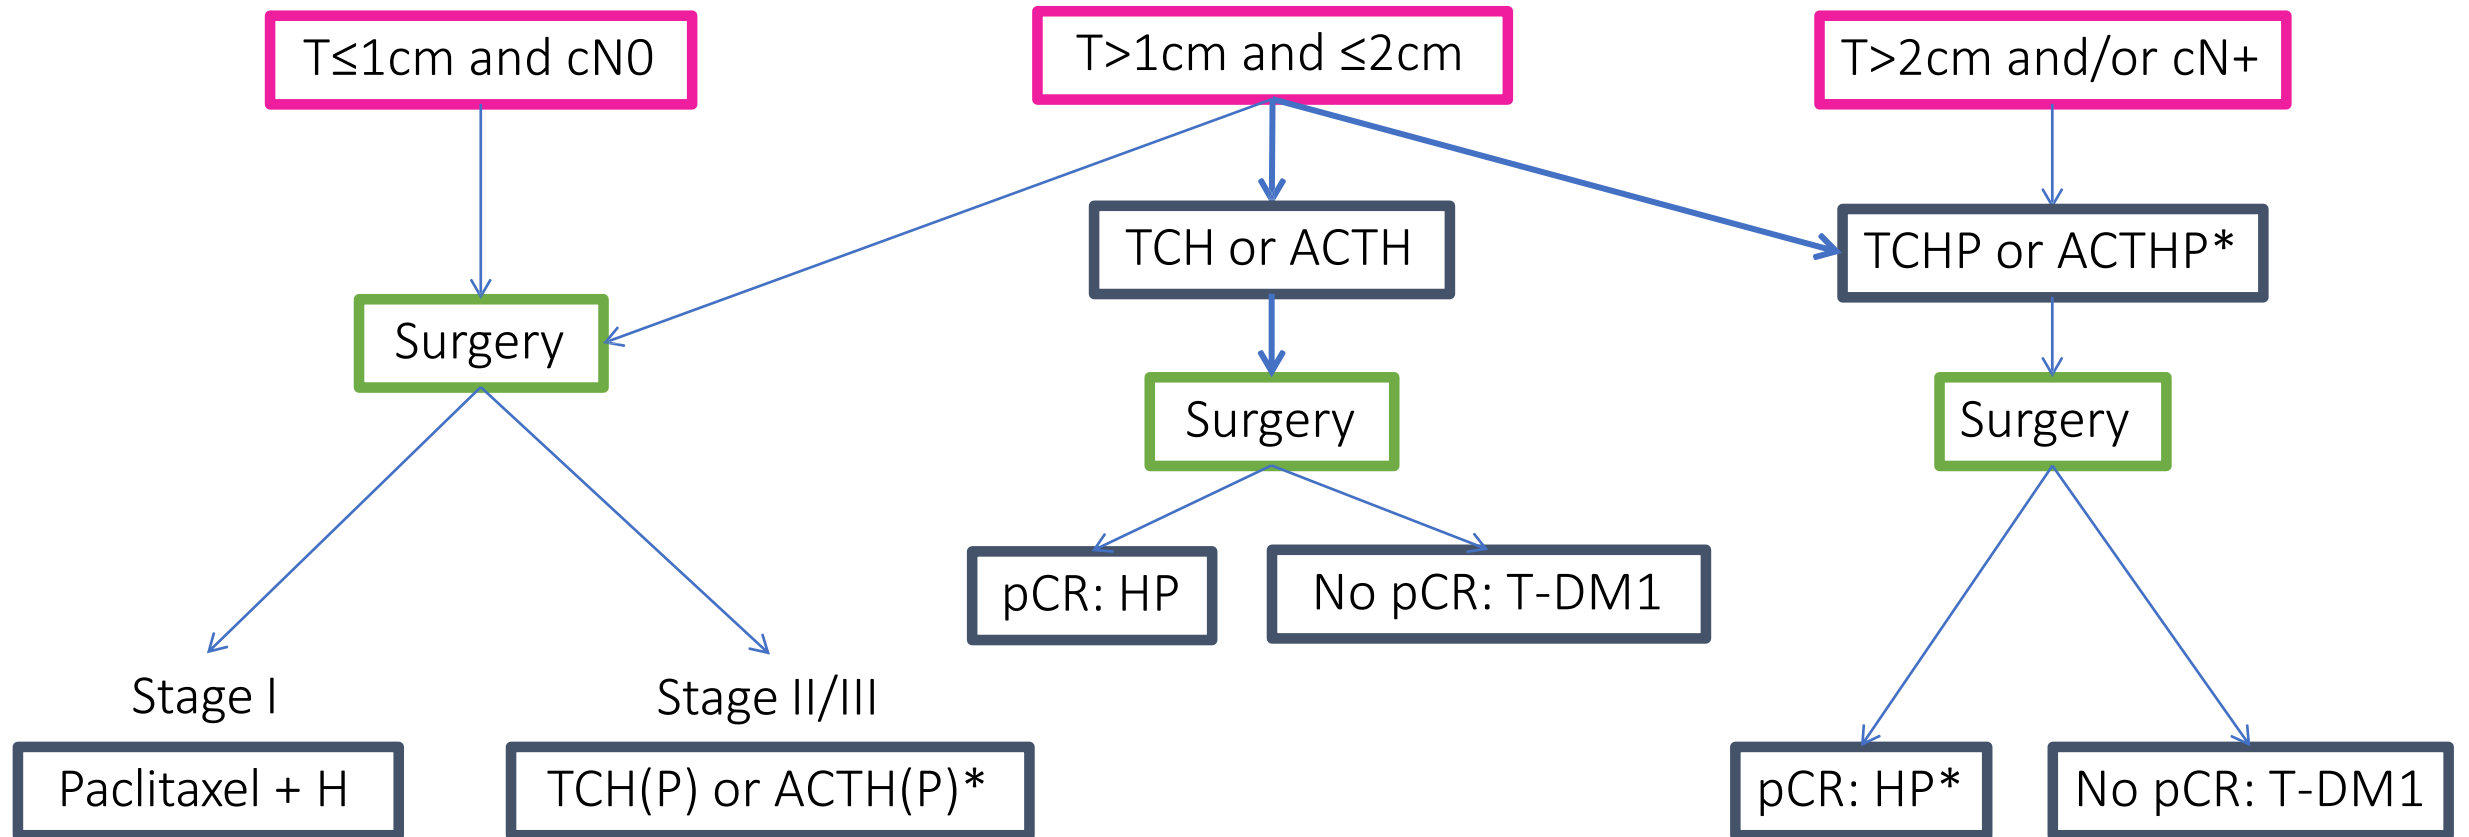 T≤1cm and cN0
T>1cm and ≤2cm
T>2cm and/or cN+
TCH or ACTH
TCHP or ACTHP*
Surgery
Surgery
Surgery
pCR: HP
No pCR: T-DM1
Stage I
Stage II/III
Paclitaxel + H
TCH(P) or ACTH(P)*
pCR: HP*
No pCR: T-DM1